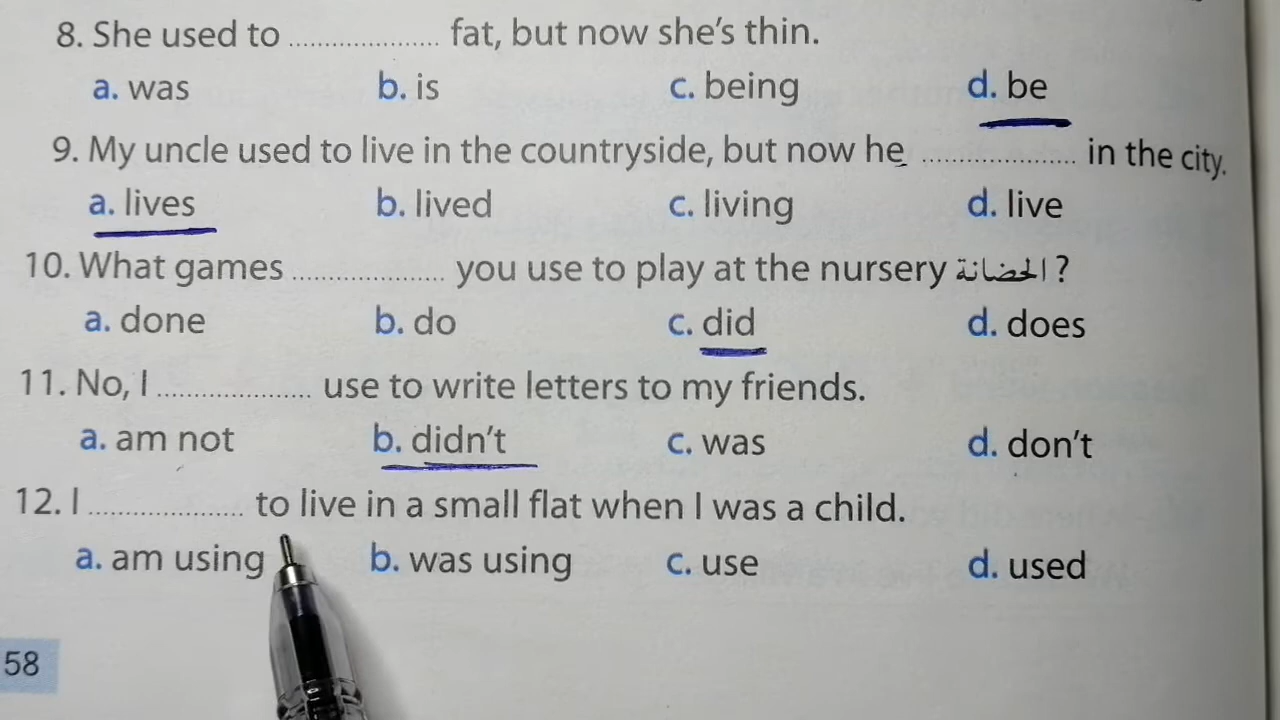 8. She used to .................... fat, but now she's thin.
a. was b. is c. being d. be
9. My uncle used to live in the countryside, but now he .................... in the city.
a. lives b. lived c. living d. live
10. What games .................... you use to play at the nursery الحضانة ?
a. done b. do c. did d. does
11. No, I .................... use to write letters to my friends.
a. am not b. didn't c. was d. don't
12. I .................... to live in a small flat when I was a child.
a. am using b. was using c. use d. used
58